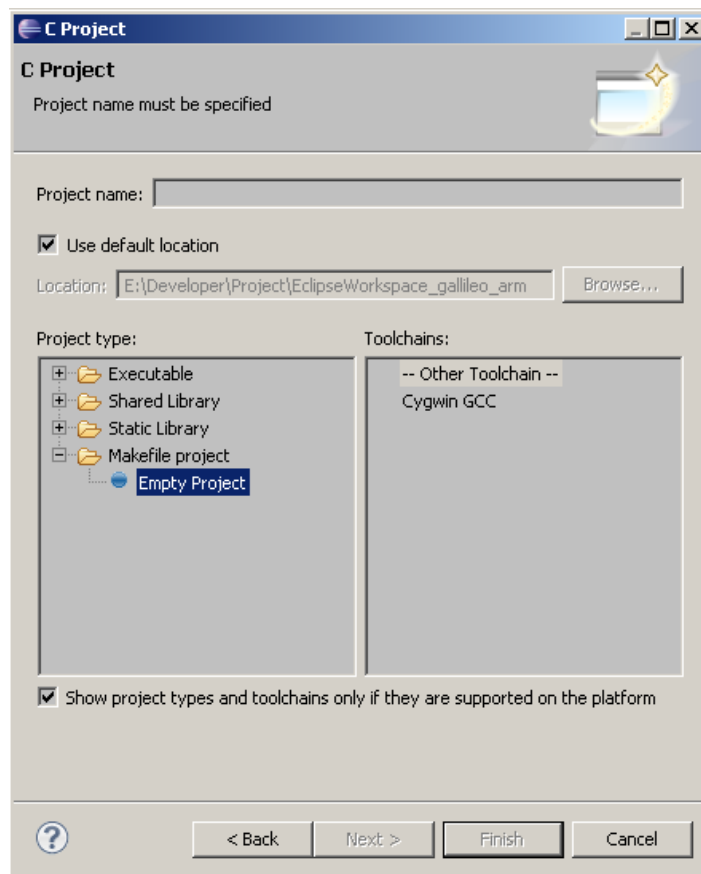 C Project
C Project
Project name must be specified
Project name:
Use default location
Location: E:\Developer\Project\EclipseWorkspace_gallileo_arm Browse...
Project type: Toolchains:
Executable -- Other Toolchain --
Shared Library Cygwin GCC
Static Library
Makefile project
Empty Project
Show project types and toolchains only if they are supported on the platform
? < Back Next > Finish Cancel